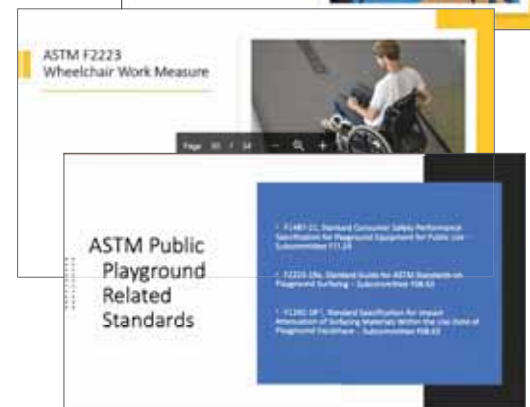 ASTM F2223
Wheelchair Work Measure
Page 10 / 14
ASTM Public
Playground
Related
Standards
F1487-21, Standard Consumer Safety Performance
Specification for Playground Equipment for Public Use –
Subcommittee F15.29
F2223-19a, Standard Guide for ASTM Standards on
Playground Surfacing – Subcommittee F08.63
Standard Specification for Impact
Attenuation of Surfacing Materials Within the Use Zone of
Playground Equipment – Subcommittee F08.63